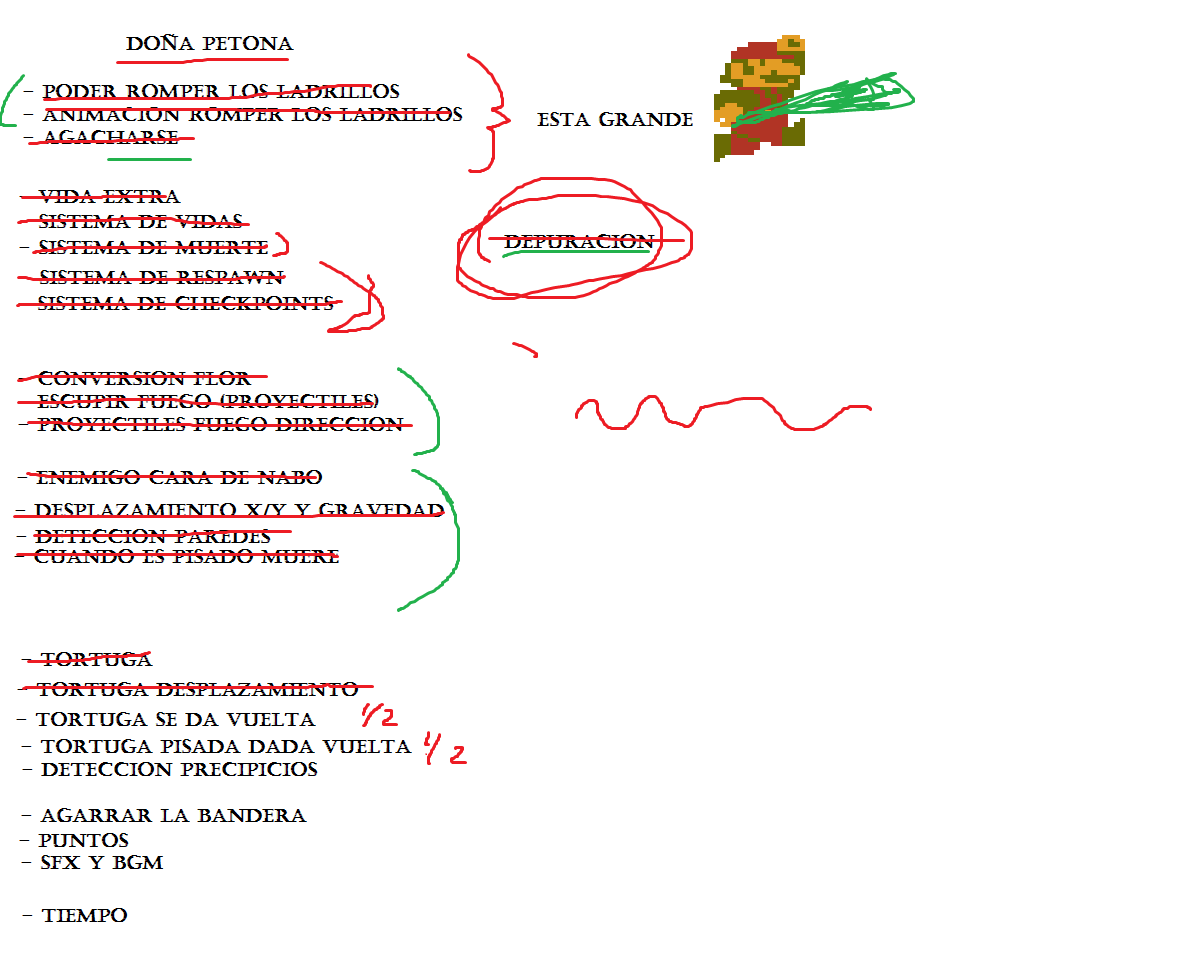 DOÑA PETONA
- PODER ROMPER LOS LADRILLOS
- ANIMACION ROMPER LOS LADRILLOS
- AGACHARSE
ESTA GRANDE
- VIDA EXTRA
- SISTEMA DE VIDAS
- SISTEMA DE MUERTE
- SISTEMA DE RESPAWN
- SISTEMA DE CHECKPOINTS
DEPURACION
- CONVERSION FLOR
- ESCUPIR FUEGO (PROYECTILES)
- PROYECTILES FUEGO DIRECCION
- ENEMIGO CARA DE NABO
- DESPLAZAMIENTO X/Y Y GRAVEDAD
- DETECCION PAREDES
- CUANDO ES PISADO MUERE
- TORTUGA
- TORTUGA DESPLAZAMIENTO
- TORTUGA SE DA VUELTA 1/2
- TORTUGA PISADA DADA VUELTA 1/2
- DETECCION PRECIPICIOS
- AGARRAR LA BANDERA
- PUNTOS
- SFX Y BGM
- TIEMPO